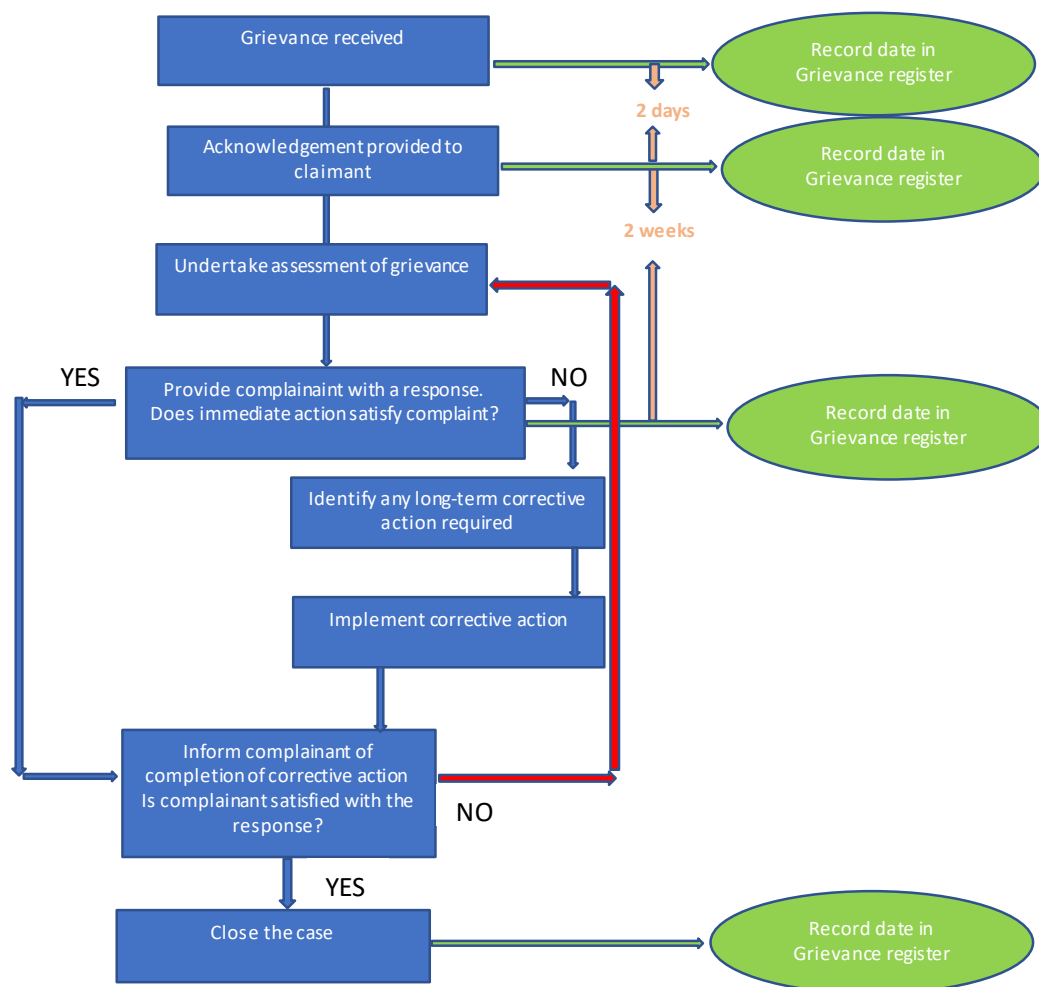 Grievance received
Record date in
Grievance register
2 days
Acknowledgement provided to
claimant
Record date in
Grievance register
2 weeks
Undertake assessment of grievance
YES
NO
Provide complainaint with a response.
Does immediate action satisfy complaint?
Record date in
Grievance register
Identify any long-term corrective
action required
Implement corrective action
Inform complainant of
completion of corrective action
Is complainant satisfied with the
response?
NO
YES
Close the case
Record date in
Grievance register